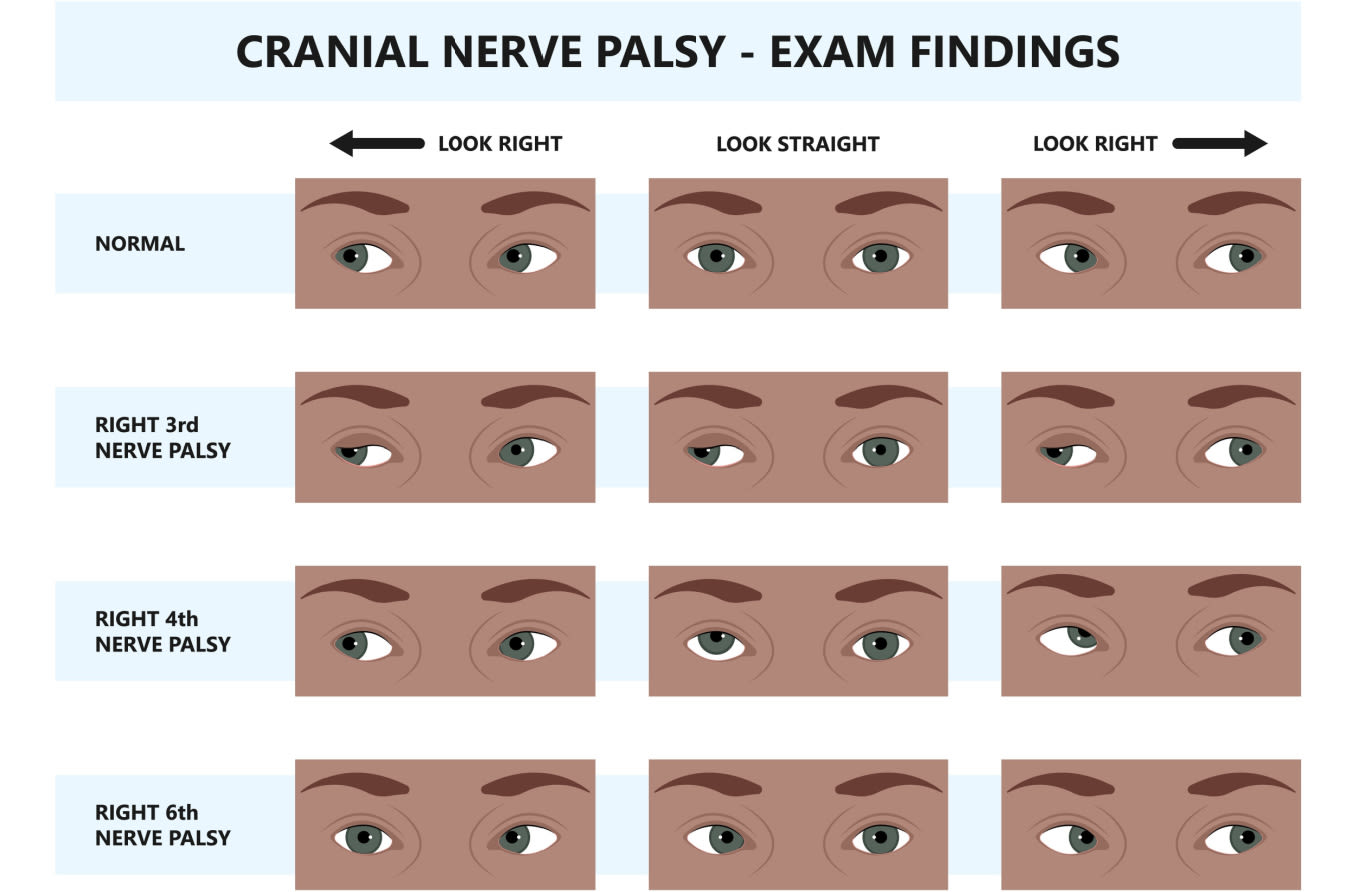 CRANIAL NERVE PALSY - EXAM FINDINGS
LOOK RIGHT
LOOK STRAIGHT
LOOK RIGHT
NORMAL
RIGHT 3rd
NERVE PALSY
RIGHT 4th
NERVE PALSY
RIGHT 6th
NERVE PALSY